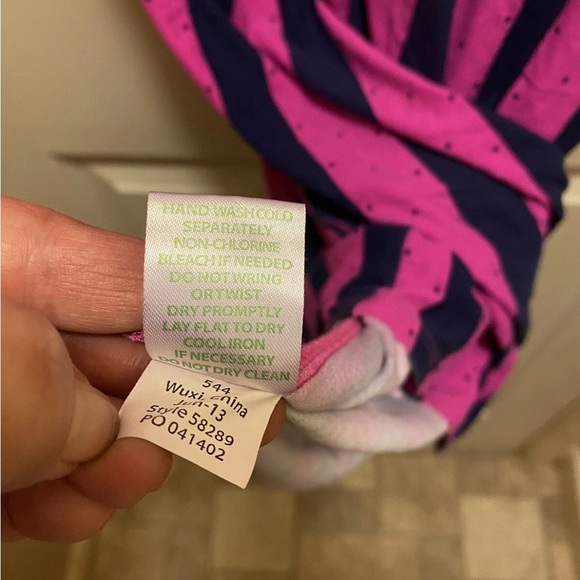 HAND WASH COLD
SEPARATELY
NON-CHLORINE
BLEACH IF NEEDED
DO NOT WRING
OR TWIST
DRY PROMPTLY
LAY FLAT TO DRY
COOL IRON
IF NECESSARY
DO NOT DRY CLEAN
544
Wuxi, China
Jun-13
Style 58289
PO 041402